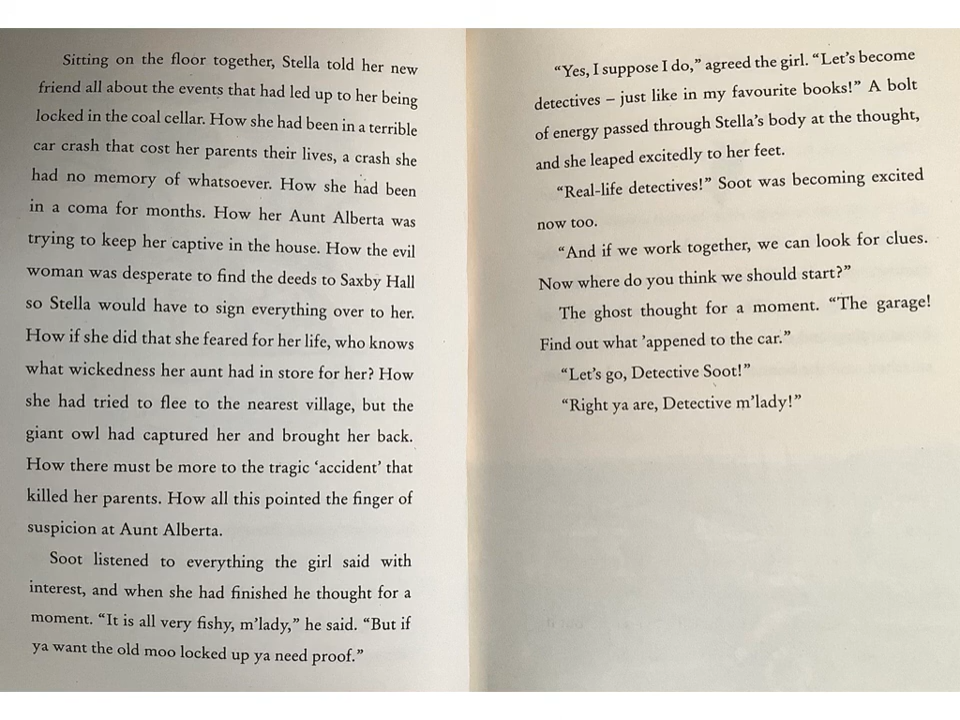 Sitting on the floor together, Stella told her new
friend all about the events that had led up to her being
locked in the coal cellar. How she had been in a terrible
car crash that cost her parents their lives, a crash she
had no memory of whatsoever. How she had been
in a coma for months. How her Aunt Alberta was
trying to keep her captive in the house. How the evil
woman was desperate to find the deeds to Saxby Hall
so Stella would have to sign everything over to her.
How if she did that she feared for her life, who knows
what wickedness her aunt had in store for her? How
she had tried to flee to the nearest village, but the
giant owl had captured her and brought her back.
How there must be more to the tragic ‘accident’ that
killed her parents. How all this pointed the finger of
suspicion at Aunt Alberta.
Soot listened to everything the girl said with
interest, and when she had finished he thought for a
moment. “It is all very fishy, m’lady,” he said. “But if
ya want the old moo locked up ya need proof.”
“Yes, I suppose I do,” agreed the girl. “Let’s become
detectives – just like in my favourite books!” A bolt
of energy passed through Stella’s body at the thought,
and she leaped excitedly to her feet.
“Real-life detectives!” Soot was becoming excited
now too.
“And if we work together, we can look for clues.
Now where do you think we should start?”
The ghost thought for a moment. “The garage!
Find out what ’appened to the car.”
“Let’s go, Detective Soot!”
“Right ya are, Detective m’lady!”